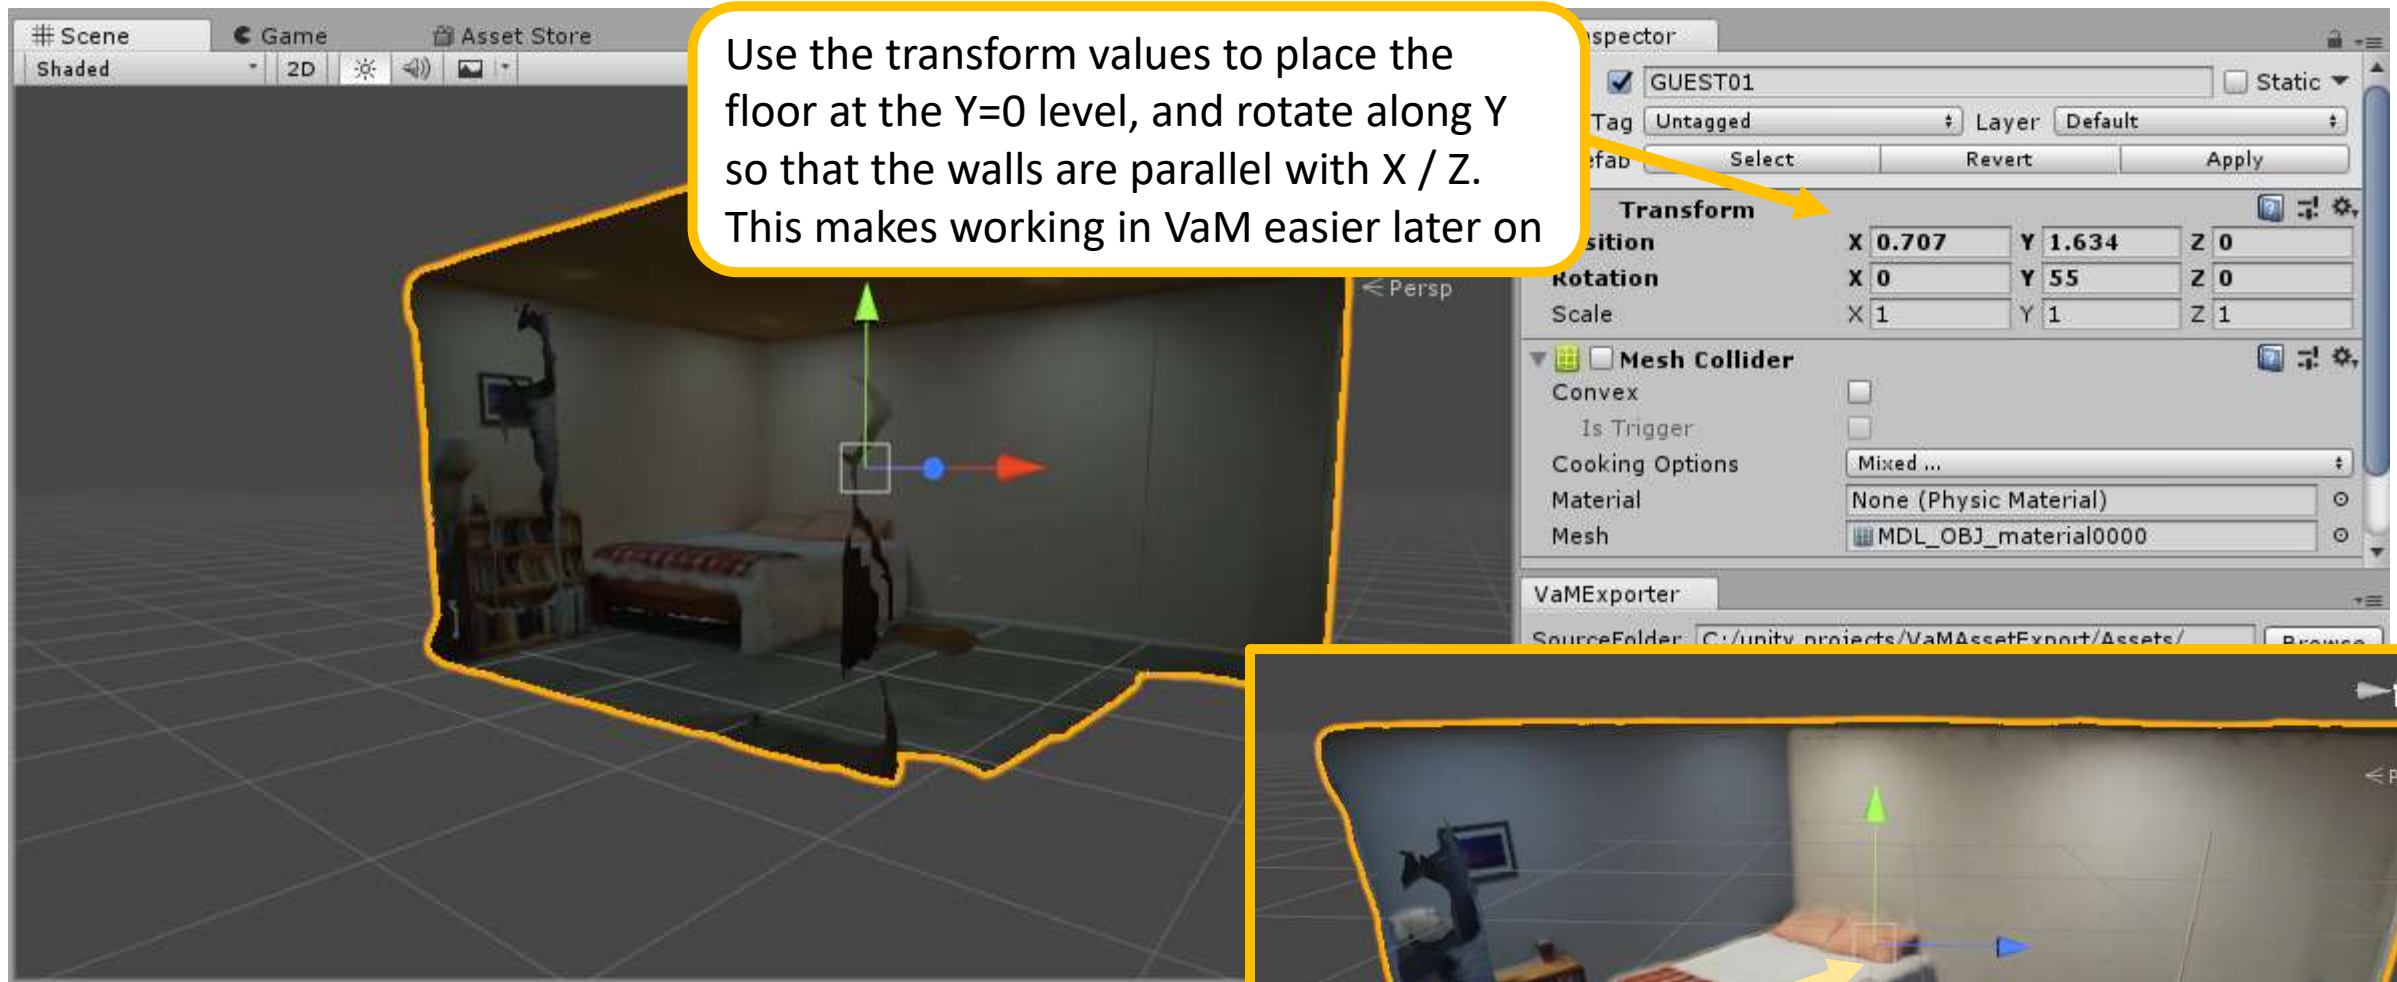 Scene Game Asset Store
Shaded 2D
Use the transform values to place the
floor at the Y=0 level, and rotate along Y
so that the walls are parallel with X / Z.
This makes working in VaM easier later on
Persp
spector
GUEST01 Static
Tag Untagged Layer Default
efab Select Revert Apply
Transform
sition X 0.707 Y 1.634 Z 0
Rotation X 0 Y 55 Z 0
Scale X 1 Y 1 Z 1
Mesh Collider
Convex
Is Trigger
Cooking Options Mixed ...
Material None (Physic Material)
Mesh MDL_OBJ_material0000
VaMExporter
SourceFolder C:/unity projects/VaMAssetExport/Assets/ Browse
P